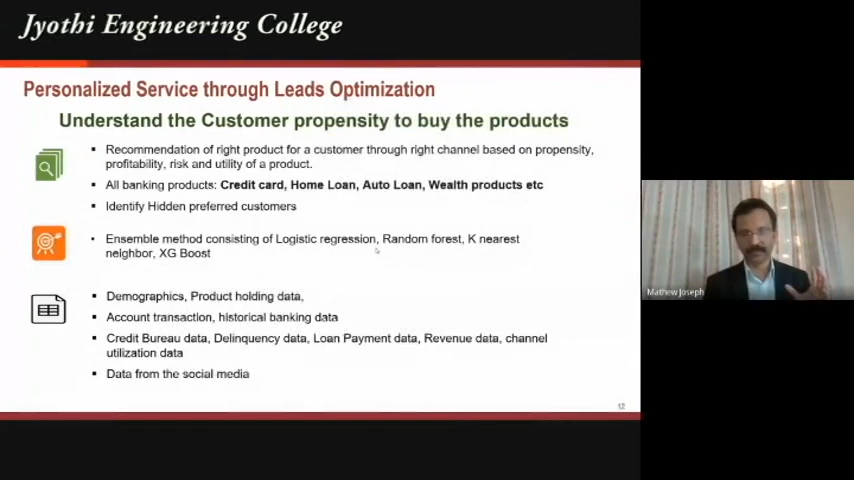 Jyothi Engineering College
Personalized Service through Leads Optimization
Understand the Customer propensity to buy the products
▪ Recommendation of right product for a customer through right channel based on propensity,
profitability, risk and utility of a product.
▪ All banking products: Credit card, Home Loan, Auto Loan, Wealth products etc
▪ Identify Hidden preferred customers
• Ensemble method consisting of Logistic regression, Random forest, K nearest
neighbor, XG Boost
▪ Demographics, Product holding data,
▪ Account transaction, historical banking data
▪ Credit Bureau data, Delinquency data, Loan Payment data, Revenue data, channel
utilization data
▪ Data from the social media
12
Mathew Joseph